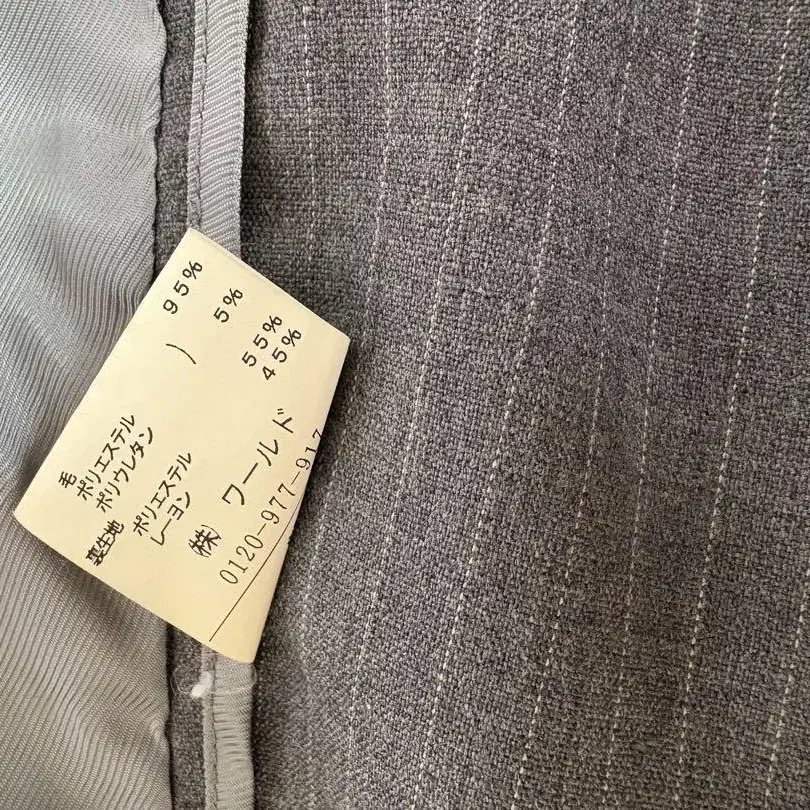 毛 95%
ポリエステル )
ポリウレタン 5%
裏生地
ポリエステル 55%
レーヨン 45%
(株) ワールド
0120-977-917